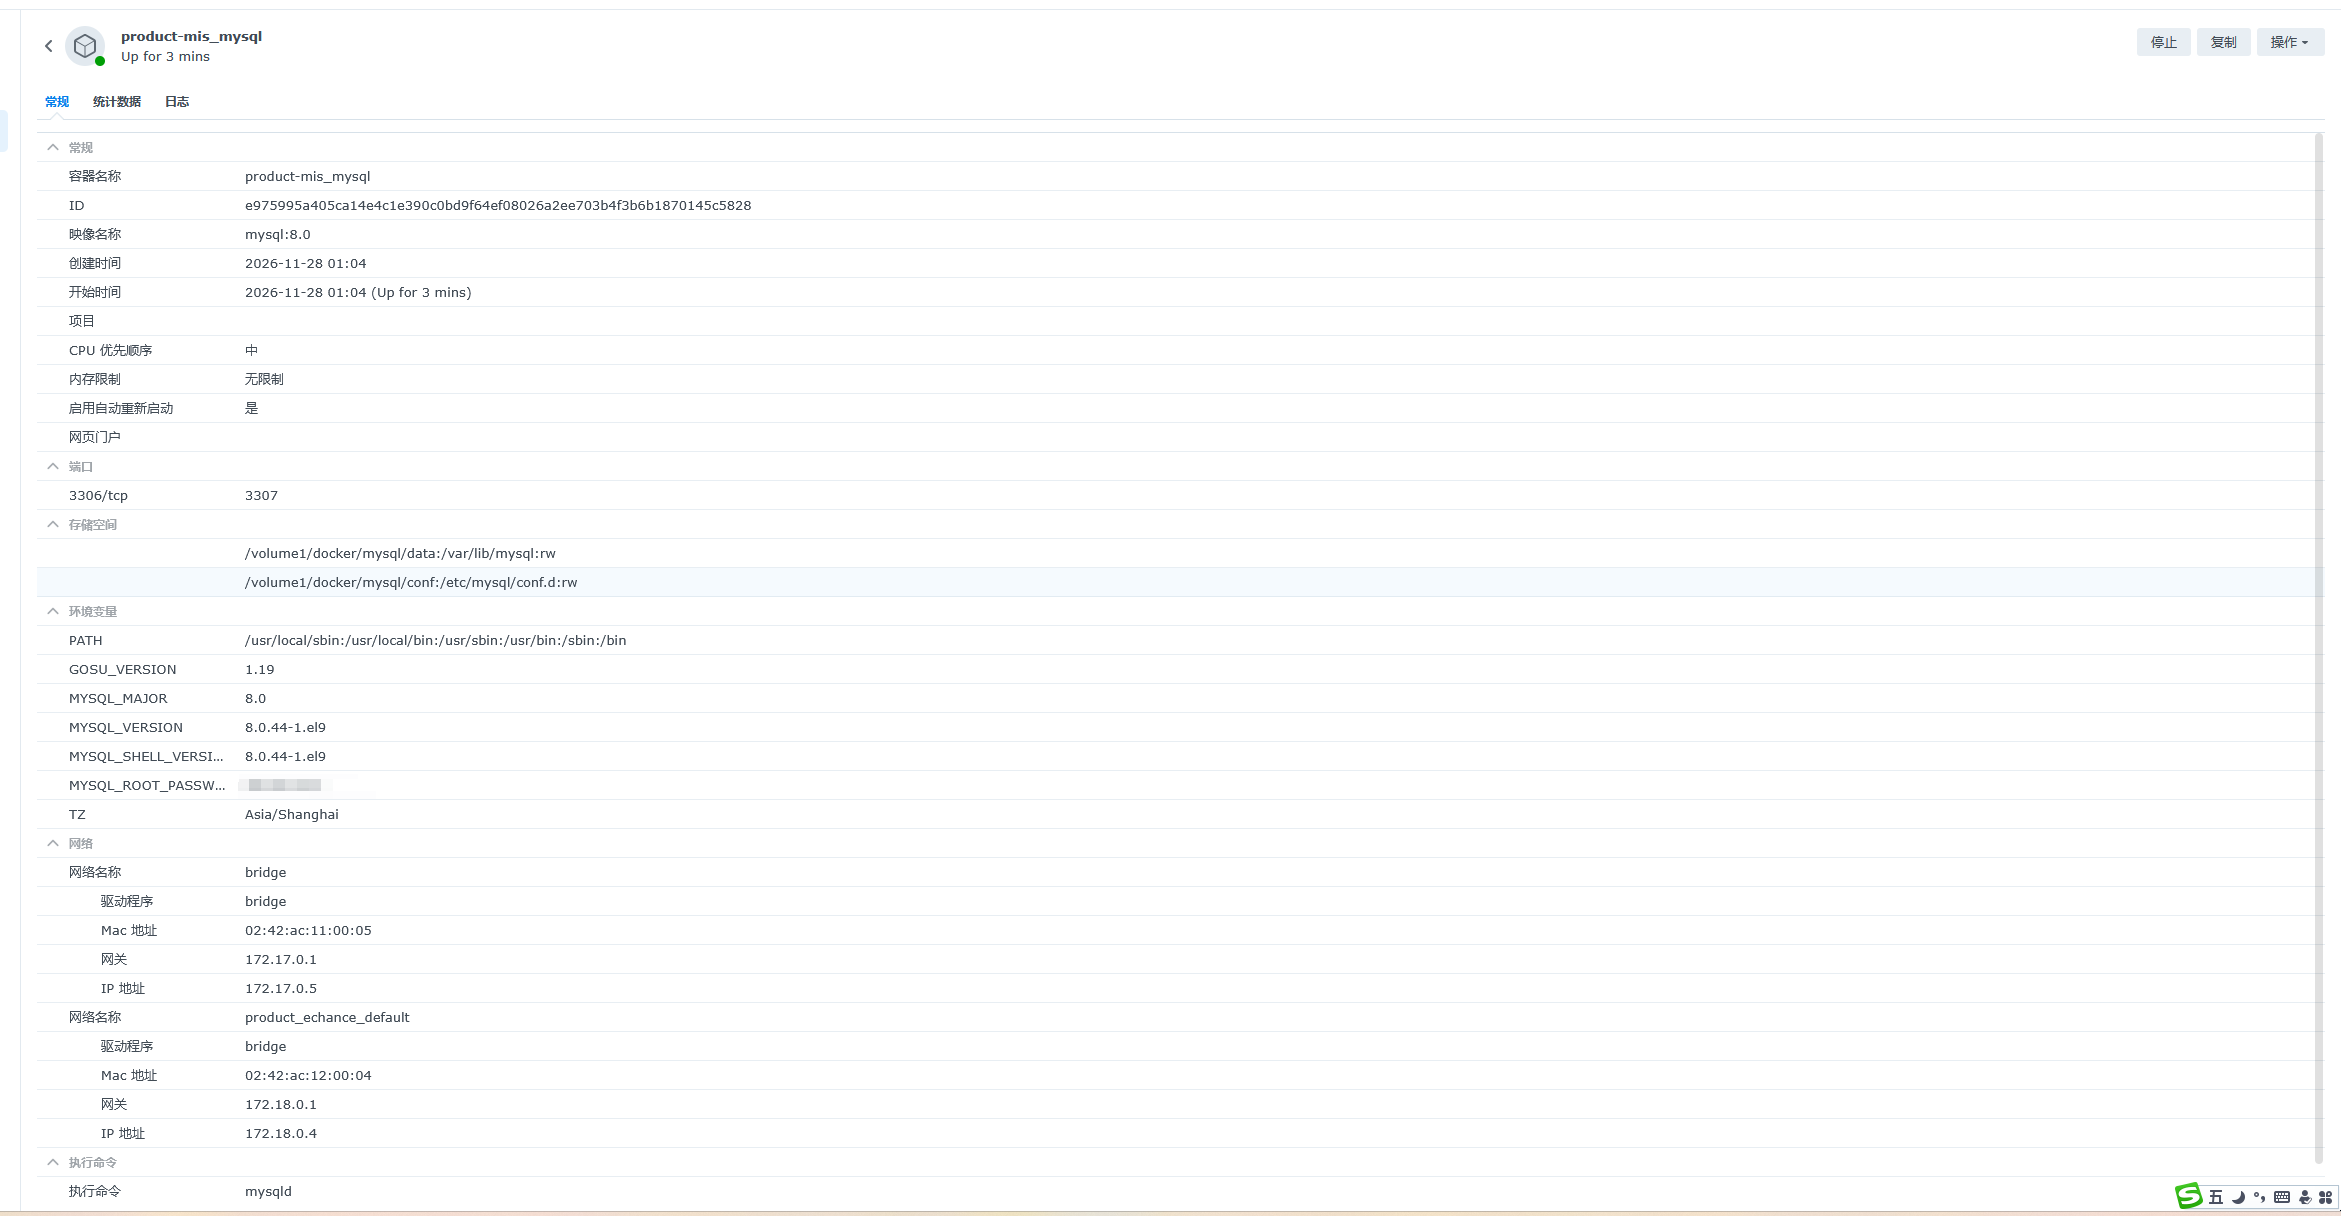 product-mis_mysql
Up for 3 mins
停止 复制 操作
常规 统计数据 日志
常规
容器名称 product-mis_mysql
ID e975995a405ca14e4c1e390c0bd9f64ef08026a2ee703b4f3b6b1870145c5828
映像名称 mysql:8.0
创建时间 2026-11-28 01:04
开始时间 2026-11-28 01:04 (Up for 3 mins)
项目
CPU 优先顺序 中
内存限制 无限制
启用自动重新启动 是
网页门户
端口
3306/tcp 3307
存储空间
/volume1/docker/mysql/data:/var/lib/mysql:rw
/volume1/docker/mysql/conf:/etc/mysql/conf.d:rw
环境变量
PATH /usr/local/sbin:/usr/local/bin:/usr/sbin:/usr/bin:/sbin:/bin
GOSU_VERSION 1.19
MYSQL_MAJOR 8.0
MYSQL_VERSION 8.0.44-1.el9
MYSQL_SHELL_VERSI... 8.0.44-1.el9
MYSQL_ROOT_PASSW...
TZ Asia/Shanghai
网络
网络名称 bridge
驱动程序 bridge
Mac 地址 02:42:ac:11:00:05
网关 172.17.0.1
IP 地址 172.17.0.5
网络名称 product_echance_default
驱动程序 bridge
Mac 地址 02:42:ac:12:00:04
网关 172.18.0.1
IP 地址 172.18.0.4
执行命令
执行命令 mysqld
五